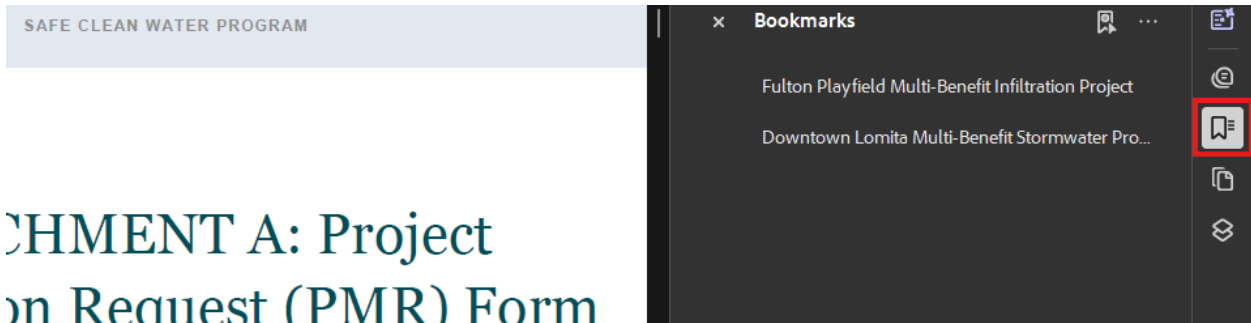 SAFE CLEAN WATER PROGRAM
CHMENT A: Project
on Request (PMR) Form
Bookmarks
Fulton Playfield Multi-Benefit Infiltration Project
Downtown Lomita Multi-Benefit Stormwater Pro...